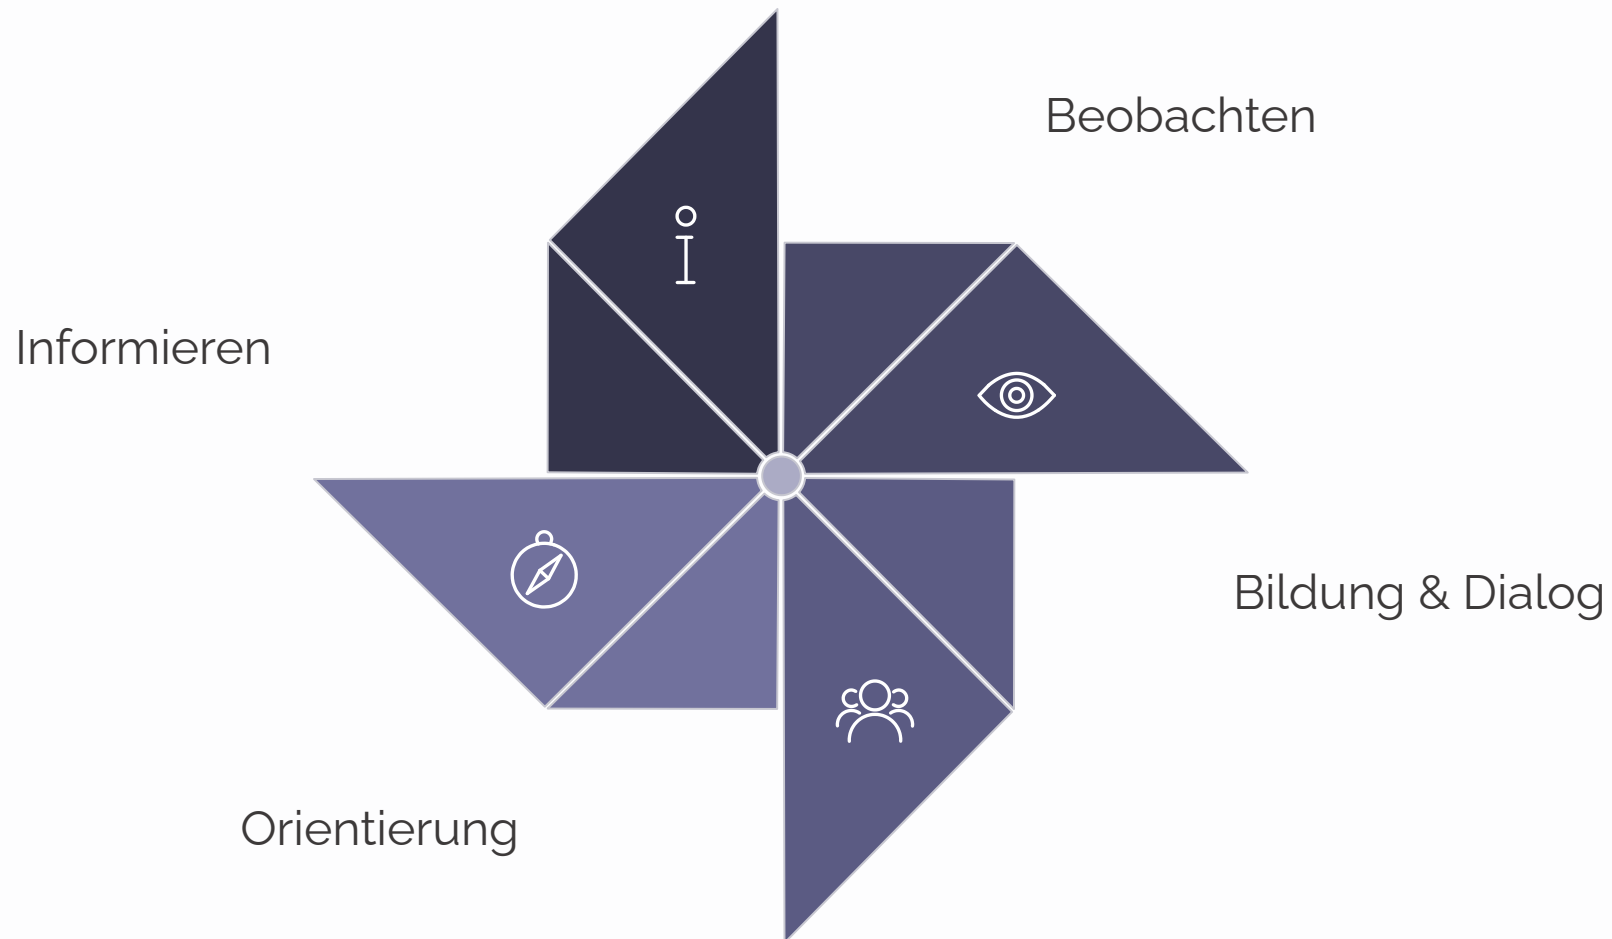 Beobachten
Informieren
Bildung & Dialog
Orientierung